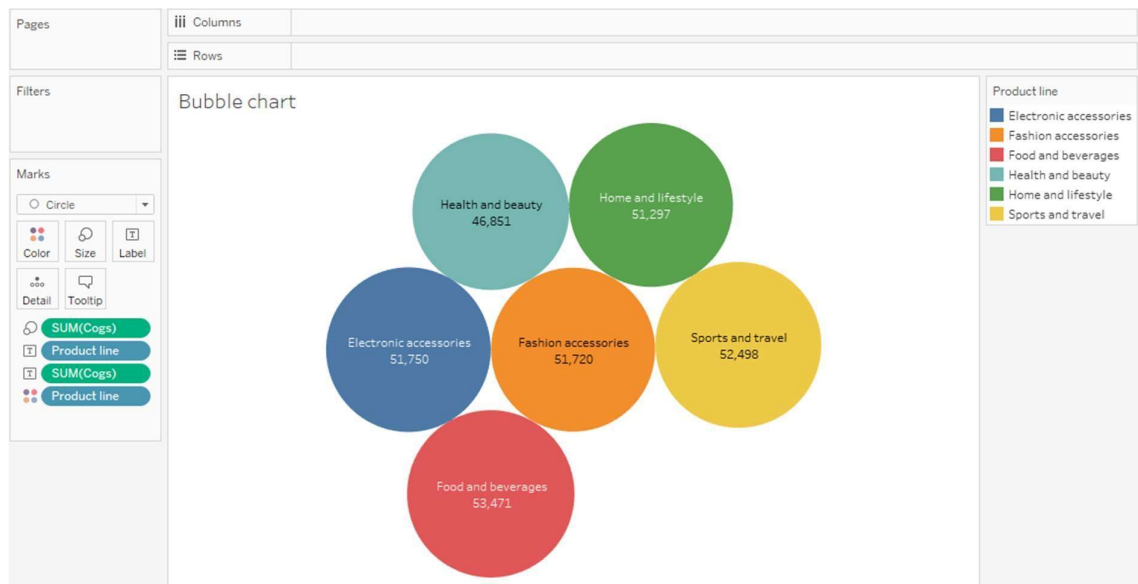 Pages
Columns
Rows
Filters
Marks
Circle
Color
Size
Label
Detail
Tooltip
SUM(Cogs)
Product line
SUM(Cogs)
Product line
Bubble chart
Health and beauty
46,851
Home and lifestyle
51,297
Electronic accessories
51,750
Fashion accessories
51,720
Sports and travel
52,498
Food and beverages
53,471
Product line
Electronic accessories
Fashion accessories
Food and beverages
Health and beauty
Home and lifestyle
Sports and travel